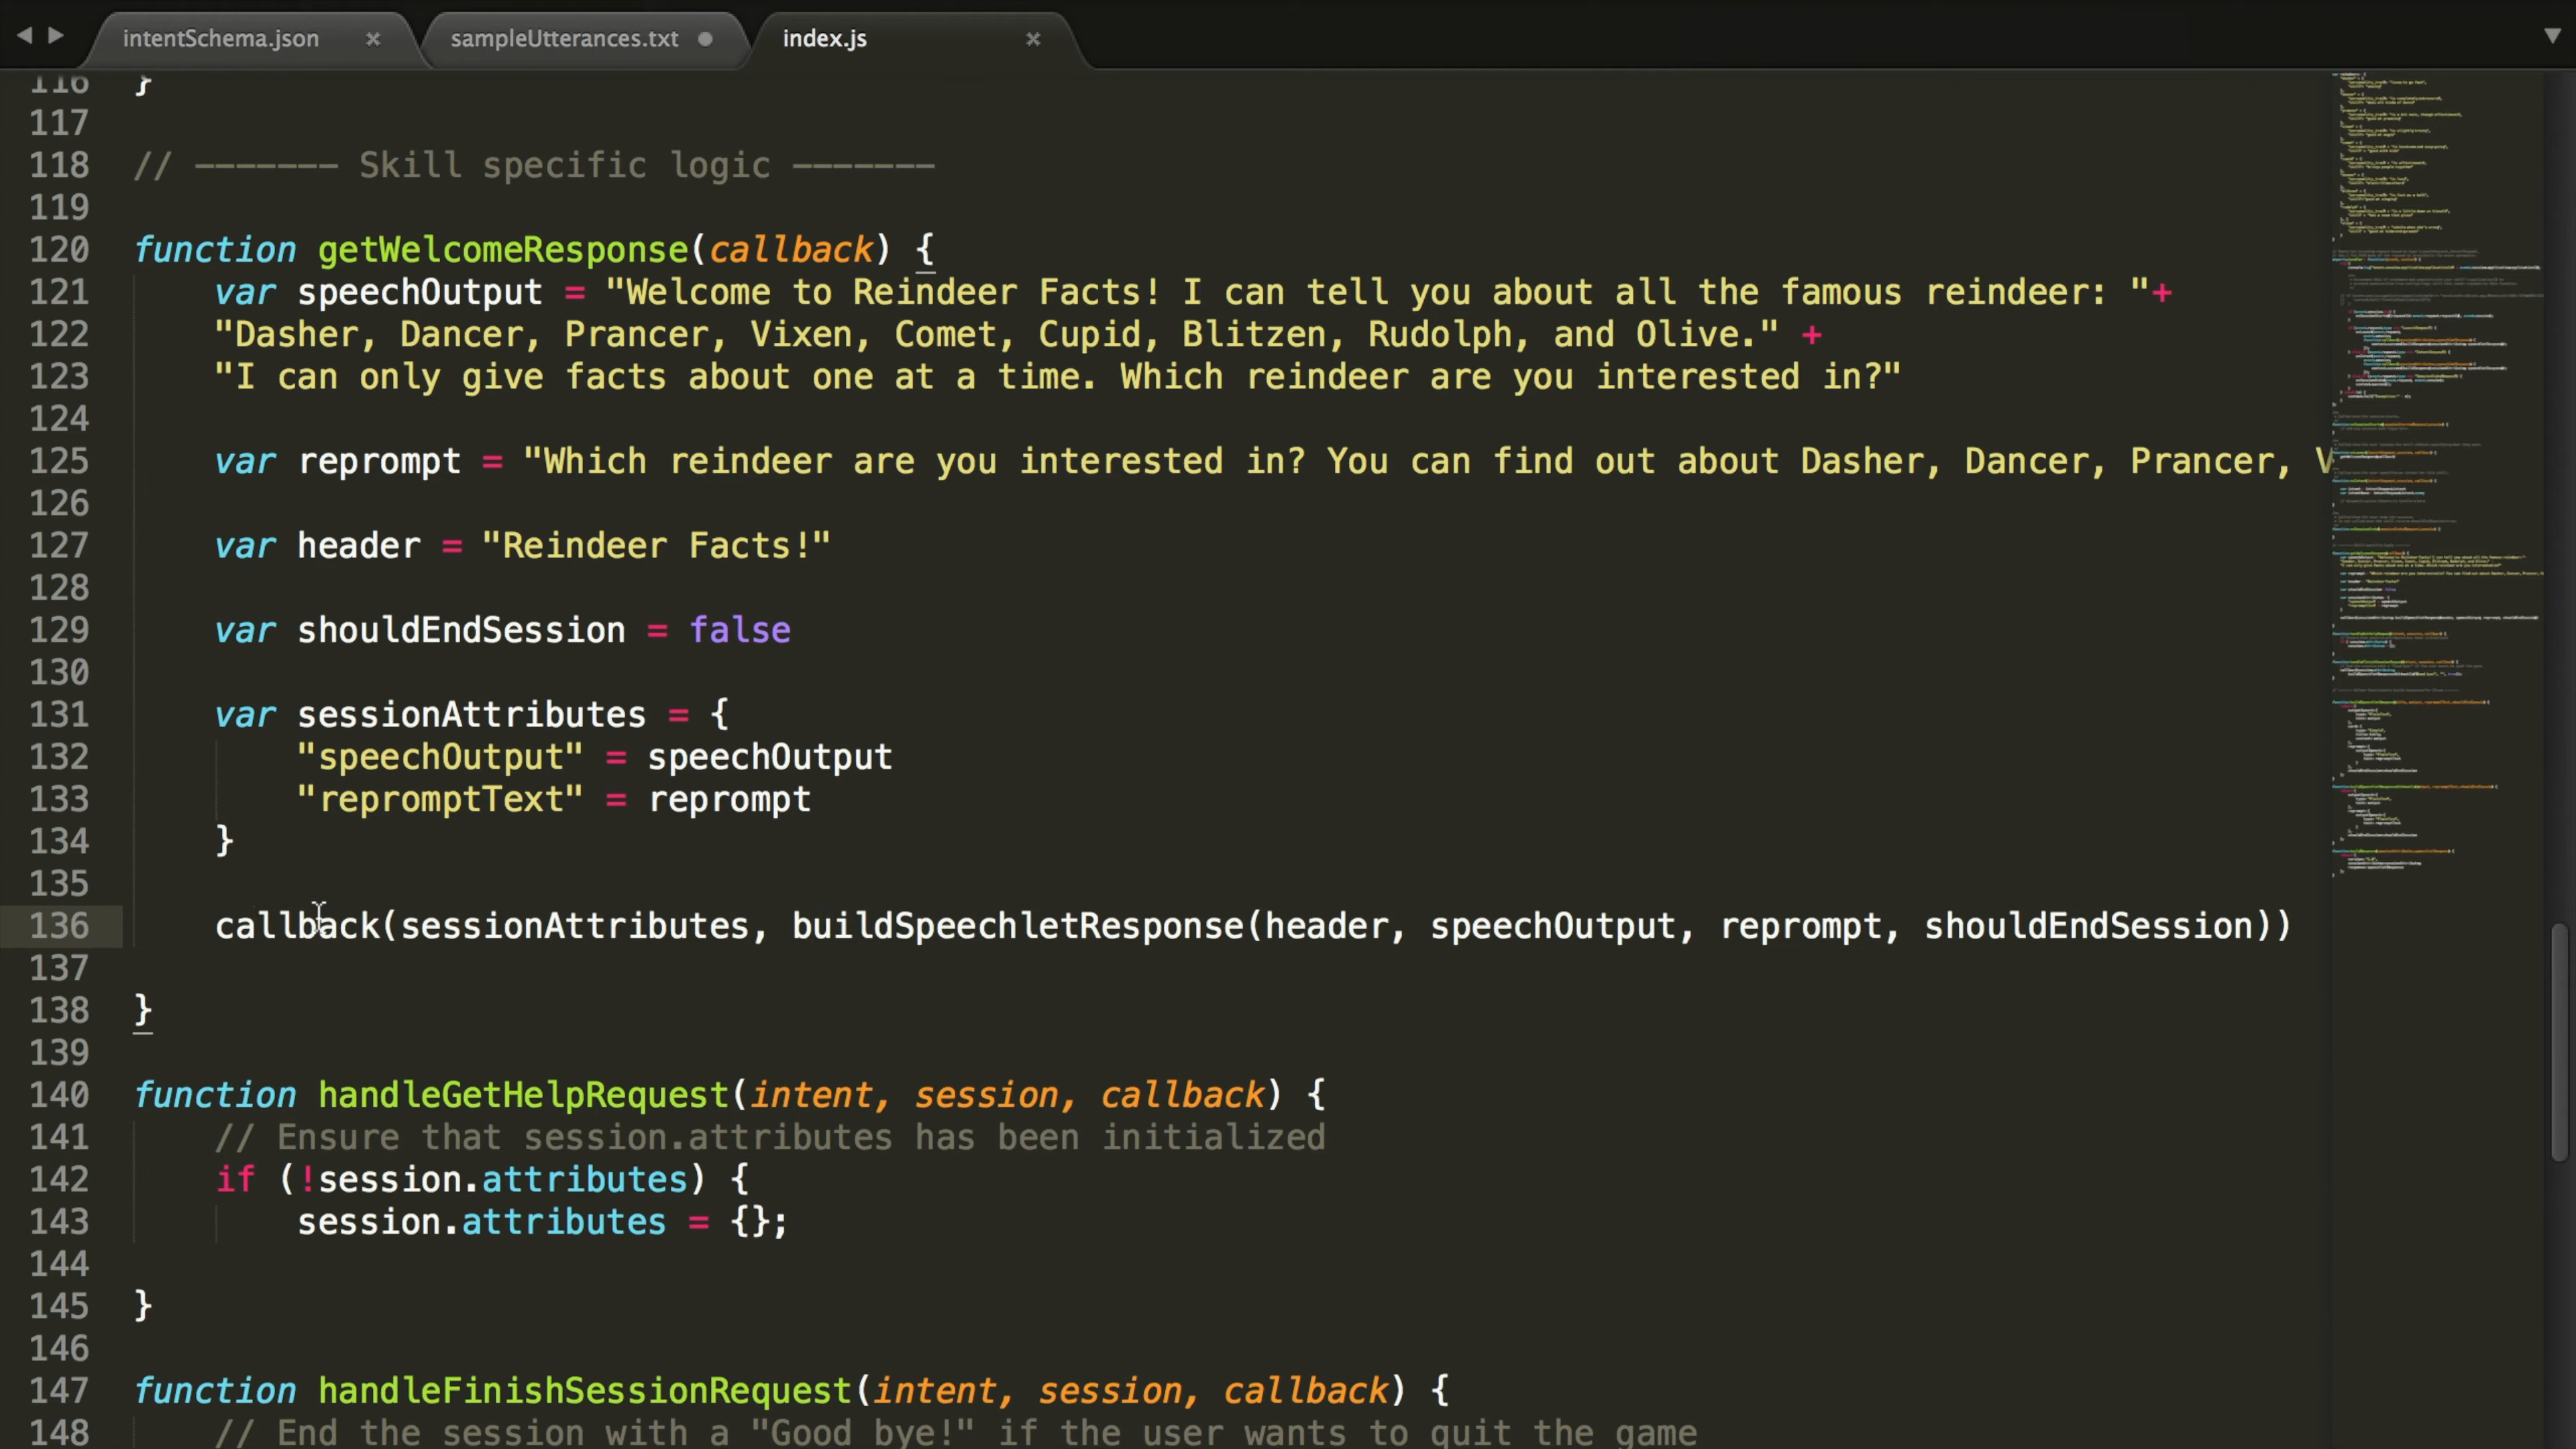 intentSchema.json × sampleUtterances.txt index.js ×
116 }
117
118 // ------- Skill specific logic -------
119
120 function getWelcomeResponse(callback) {
121 var speechOutput = "Welcome to Reindeer Facts! I can tell you about all the famous reindeer: "+
122 "Dasher, Dancer, Prancer, Vixen, Comet, Cupid, Blitzen, Rudolph, and Olive." +
123 "I can only give facts about one at a time. Which reindeer are you interested in?"
124
125 var reprompt = "Which reindeer are you interested in? You can find out about Dasher, Dancer, Prancer, V
126
127 var header = "Reindeer Facts!"
128
129 var shouldEndSession = false
130
131 var sessionAttributes = {
132 "speechOutput" = speechOutput
133 "repromptText" = reprompt
134 }
135
136 callback(sessionAttributes, buildSpeechletResponse(header, speechOutput, reprompt, shouldEndSession))
137
138 }
139
140 function handleGetHelpRequest(intent, session, callback) {
141 // Ensure that session.attributes has been initialized
142 if (!session.attributes) {
143 session.attributes = {};
144
145 }
146
147 function handleFinishSessionRequest(intent, session, callback) {
148 // End the session with a "Good bye!" if the user wants to quit the game